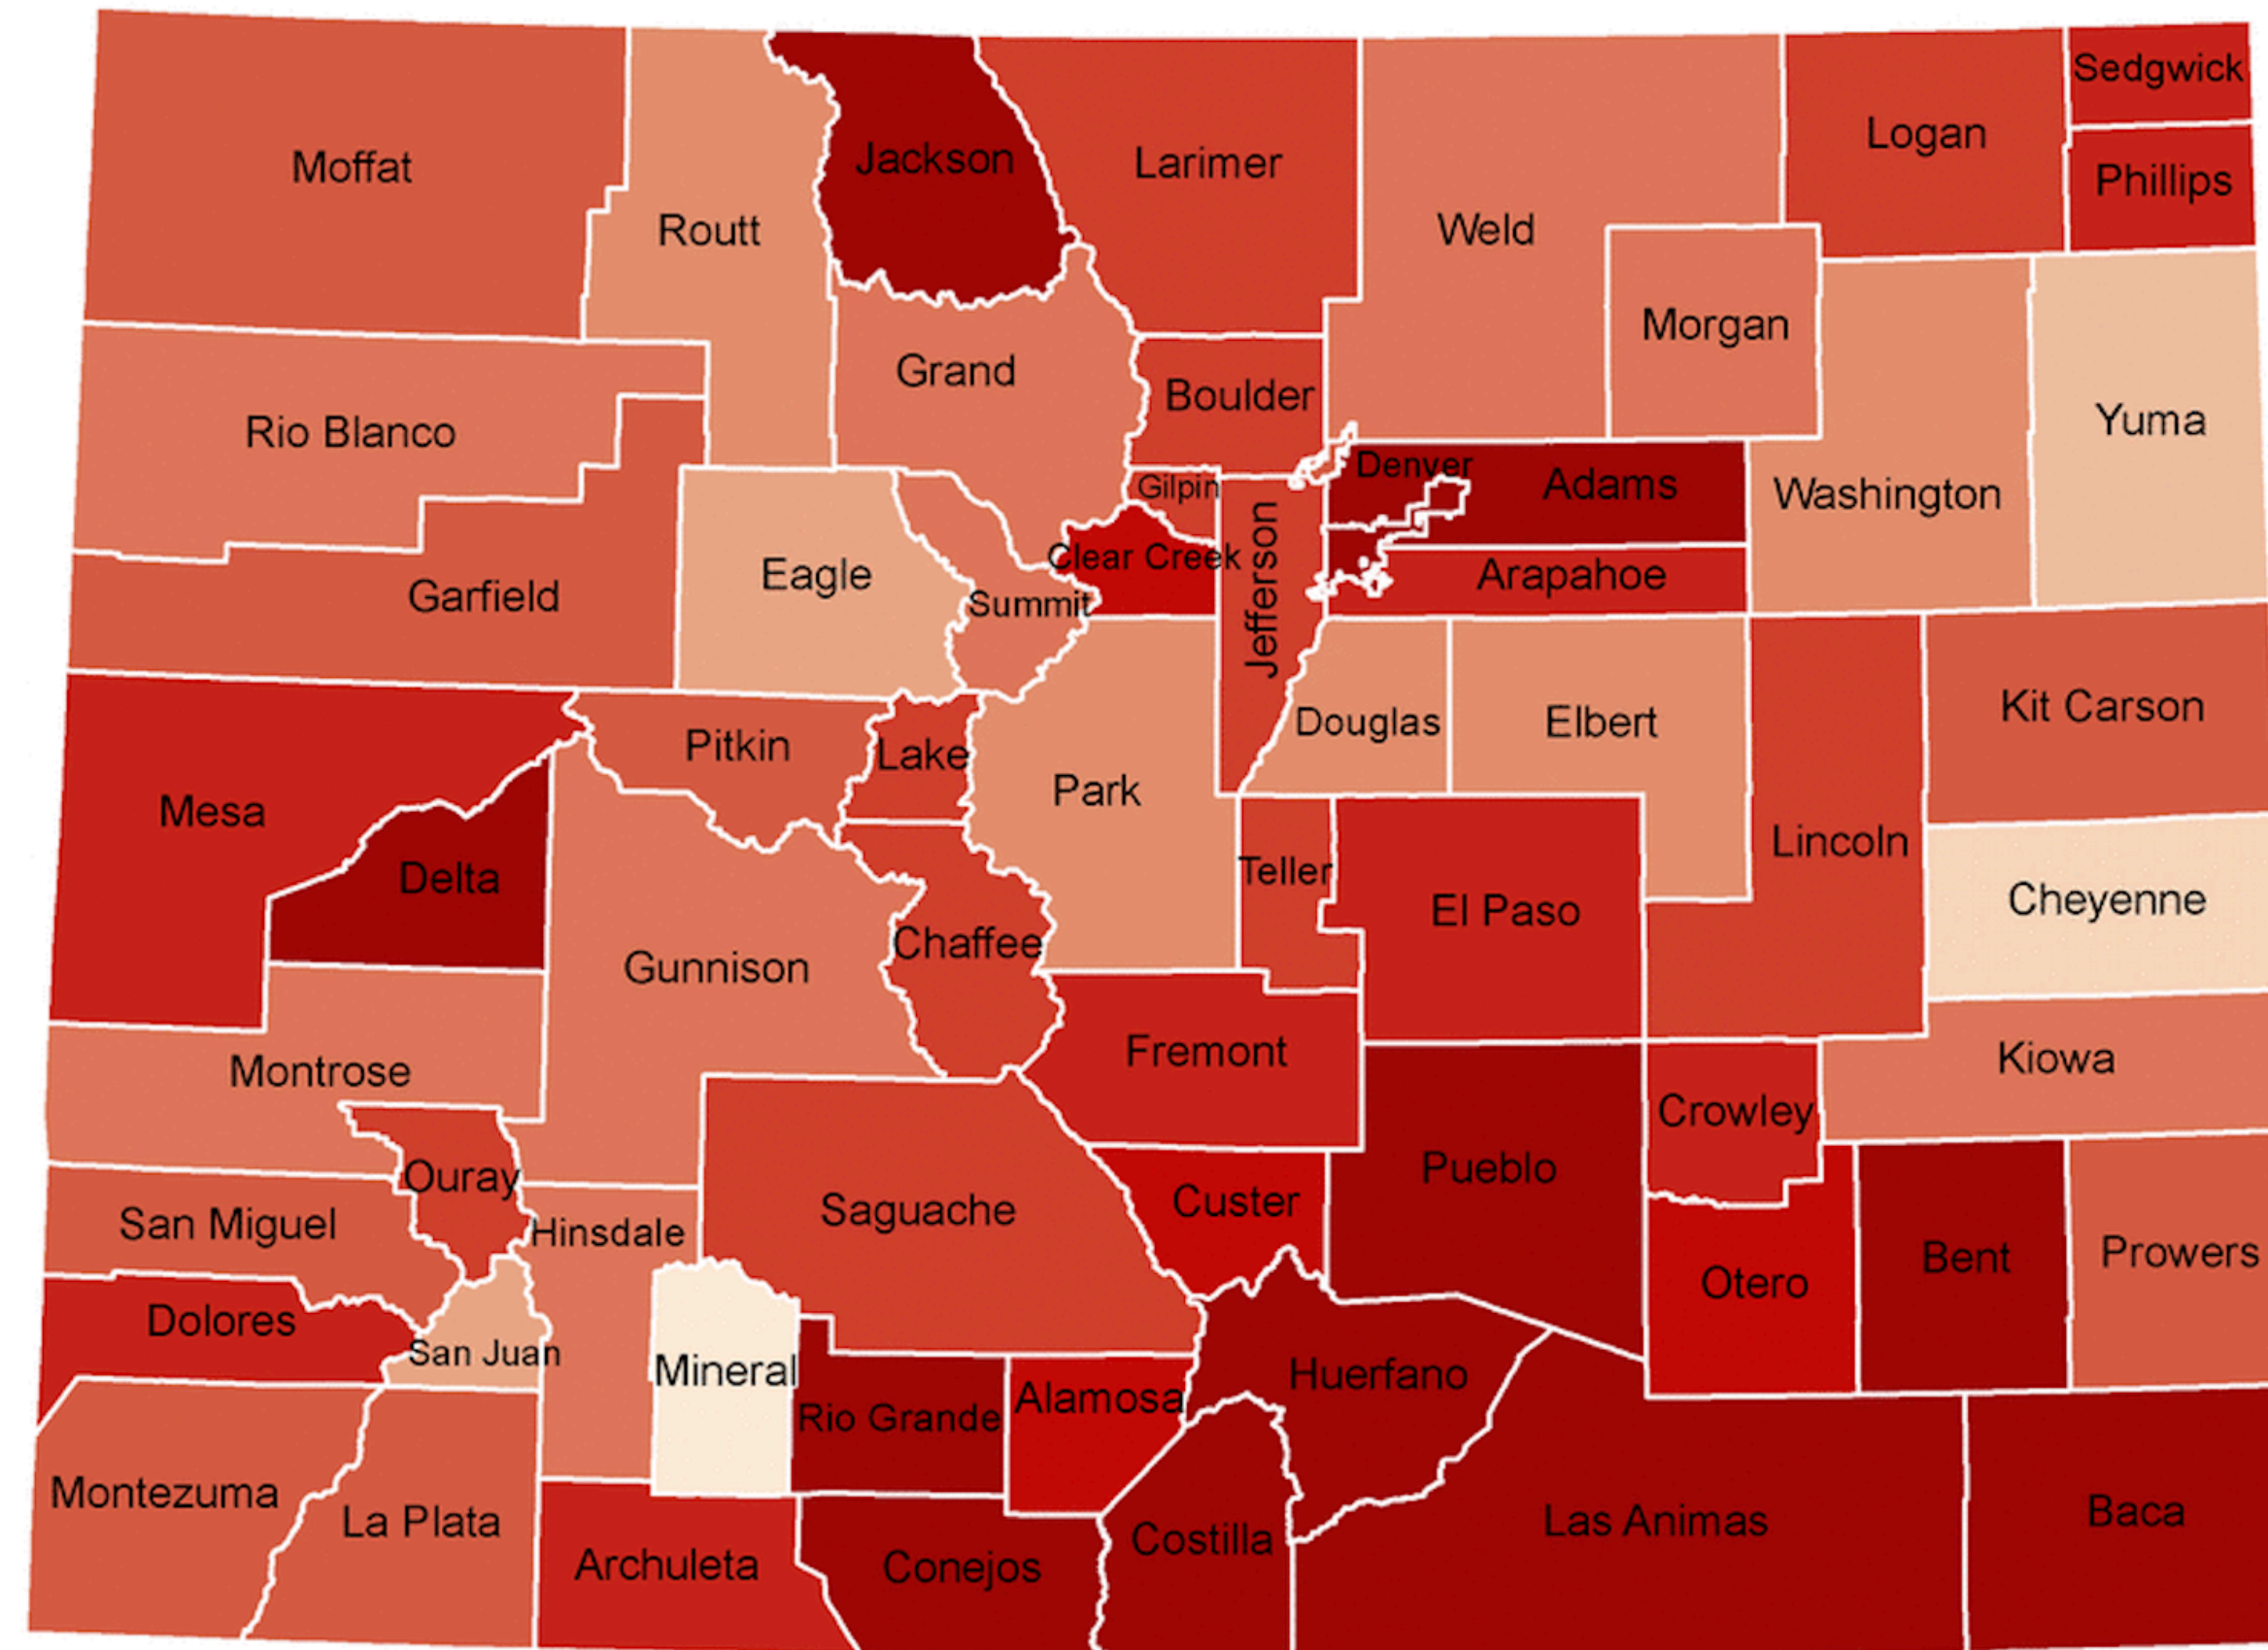 Sedgwick
Logan
Moffat
Jackson
Larimer
Phillips
Routt
Weld
Morgan
Grand
Boulder
Yuma
Rio Blanco
Denver
Adams
Gilpin
Washington
Clear Creek
Eagle
Arapahoe
Garfield
Summit
Jefferson
Kit Carson
Douglas
Elbert
Pitkin
Lake
Park
Mesa
Lincoln
Teller
Delta
Cheyenne
El Paso
Chaffee
Gunnison
Fremont
Kiowa
Montrose
Crowley
Pueblo
Ouray
Custer
Saguache
San Miguel
Hinsdale
Prowers
Bent
Otero
Dolores
San Juan
Mineral
Huerfano
Alamosa
Rio Grande
Montezuma
Baca
La Plata
Las Animas
Costilla
Archuleta
Conejos